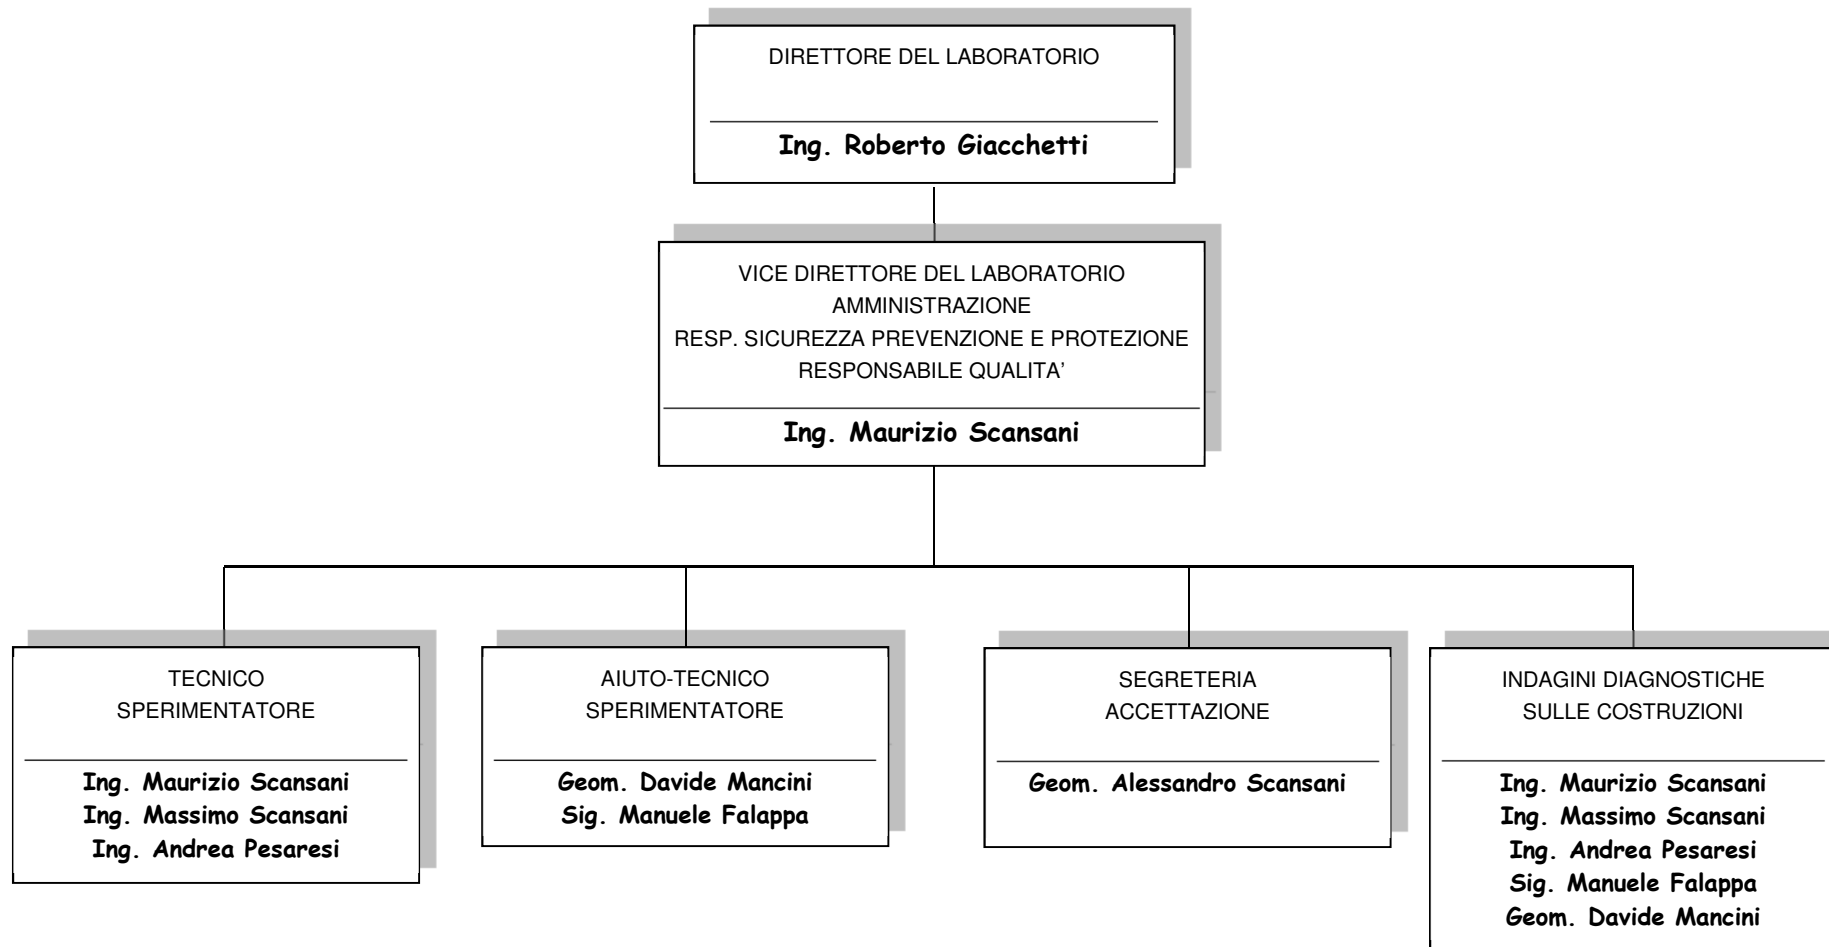 DIRETTORE DEL LABORATORIO
Ing. Roberto Giacchetti
VICE DIRETTORE DEL LABORATORIO
AMMINISTRAZIONE
RESP. SICUREZZA PREVENZIONE E PROTEZIONE
RESPONSABILE QUALITA’
Ing. Maurizio Scansani
TECNICO
SPERIMENTATORE
Ing. Maurizio Scansani
Ing. Massimo Scansani
Ing. Andrea Pesaresi
AIUTO-TECNICO
SPERIMENTATORE
Geom. Davide Mancini
Sig. Manuele Falappa
SEGRETERIA
ACCETTAZIONE
Geom. Alessandro Scansani
INDAGINI DIAGNOSTICHE
SULLE COSTRUZIONI
Ing. Maurizio Scansani
Ing. Massimo Scansani
Ing. Andrea Pesaresi
Sig. Manuele Falappa
Geom. Davide Mancini